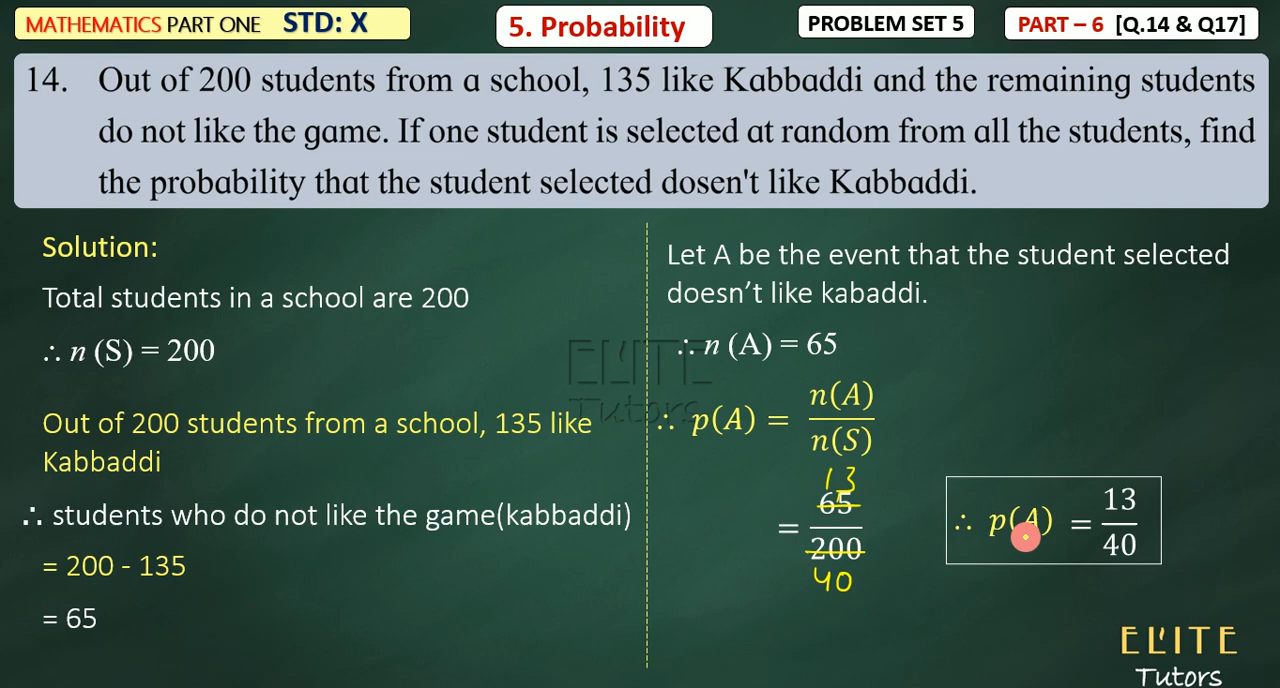 MATHEMATICS PART ONE STD: X
5. Probability
PROBLEM SET 5
PART – 6 [Q.14 & Q17]
14. Out of 200 students from a school, 135 like Kabbaddi and the remaining students
do not like the game. If one student is selected at random from all the students, find
the probability that the student selected dosen't like Kabbaddi.
Solution:
Total students in a school are 200
∴ n (S) = 200
Out of 200 students from a school, 135 like
Kabbaddi
∴ students who do not like the game(kabbaddi)
= 200 - 135
= 65
Let A be the event that the student selected
doesn’t like kabaddi.
∴ n (A) = 65
∴ p(A) = n(A)
n(S)
13
= 65
200
40
∴ p(A) = 13
40
ELITE
Tutors
ELITE
Tutors